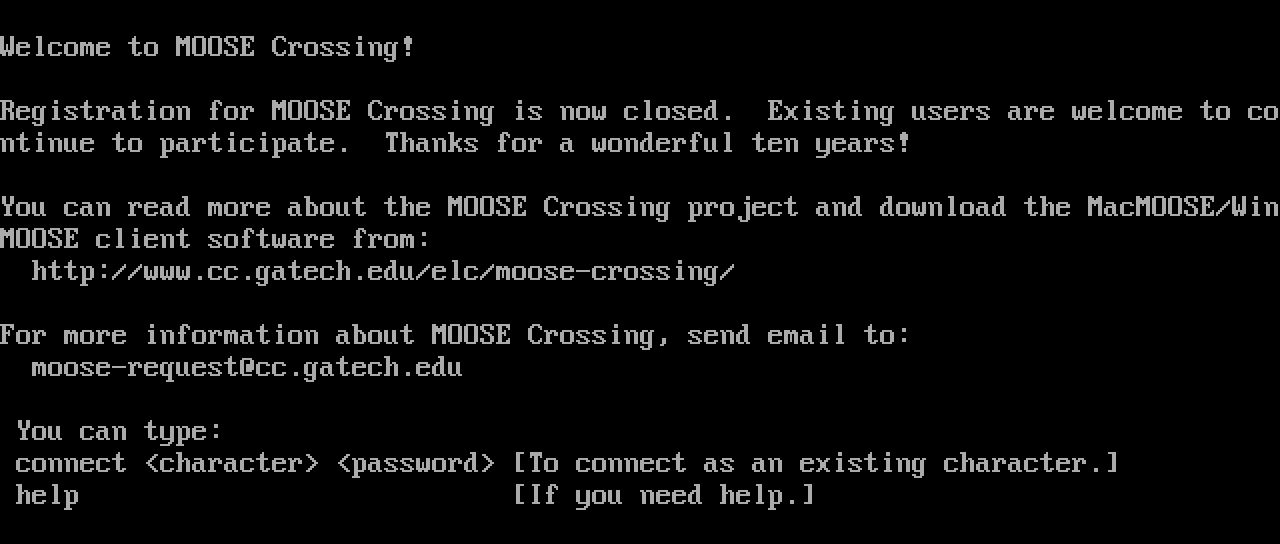 Welcome to MOOSE Crossing!
Registration for MOOSE Crossing is now closed.  Existing users are welcome to co
ntinue to participate.  Thanks for a wonderful ten years!
You can read more about the MOOSE Crossing project and download the MacMOOSE/Win
MOOSE client software from:
  http://www.cc.gatech.edu/elc/moose-crossing/
For more information about MOOSE Crossing, send email to:
  moose-request@cc.gatech.edu
 You can type:
 connect <character> <password> [To connect as an existing character.]
 help                           [If you need help.]